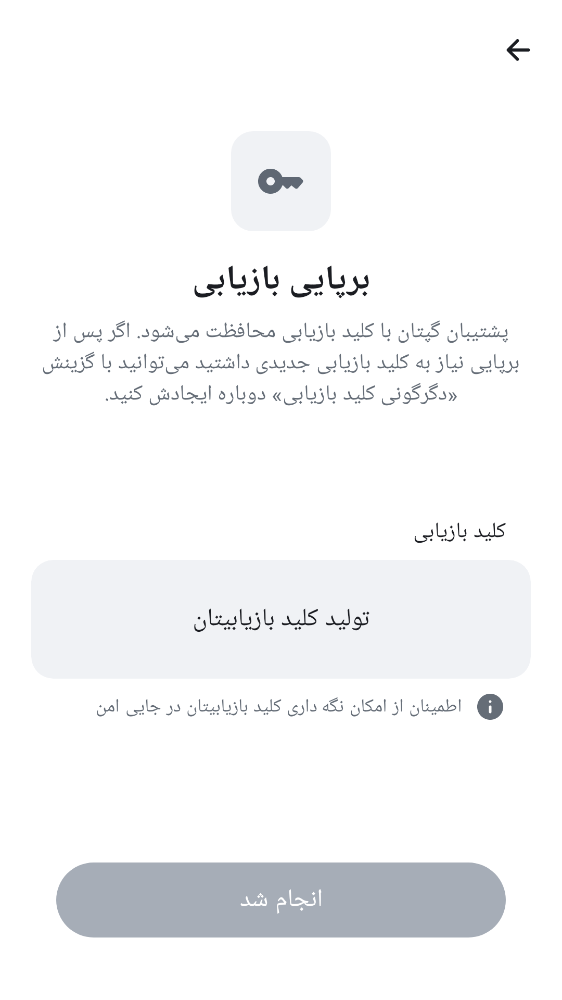 برپایی بازیابی
پشتیبان گپتان با کلید بازیابی محافظت می‌شود. اگر پس از
برپایی نیاز به کلید بازیابی جدیدی داشتید می‌توانید با گزینش
«دگرگونی کلید بازیابی» دوباره ایجادش کنید.
کلید بازیابی
تولید کلید بازیابیتان
اطمینان از امکان نگه داری کلید بازیابیتان در جایی امن
انجام شد